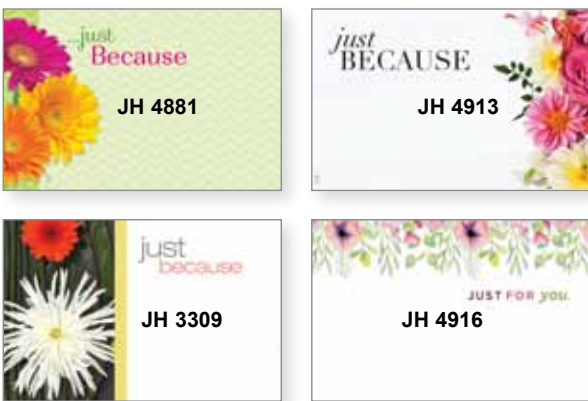 ...just
Because
JH 4881
just
BECAUSE
JH 4913
just
because
JH 3309
JUST FOR you.
JH 4916